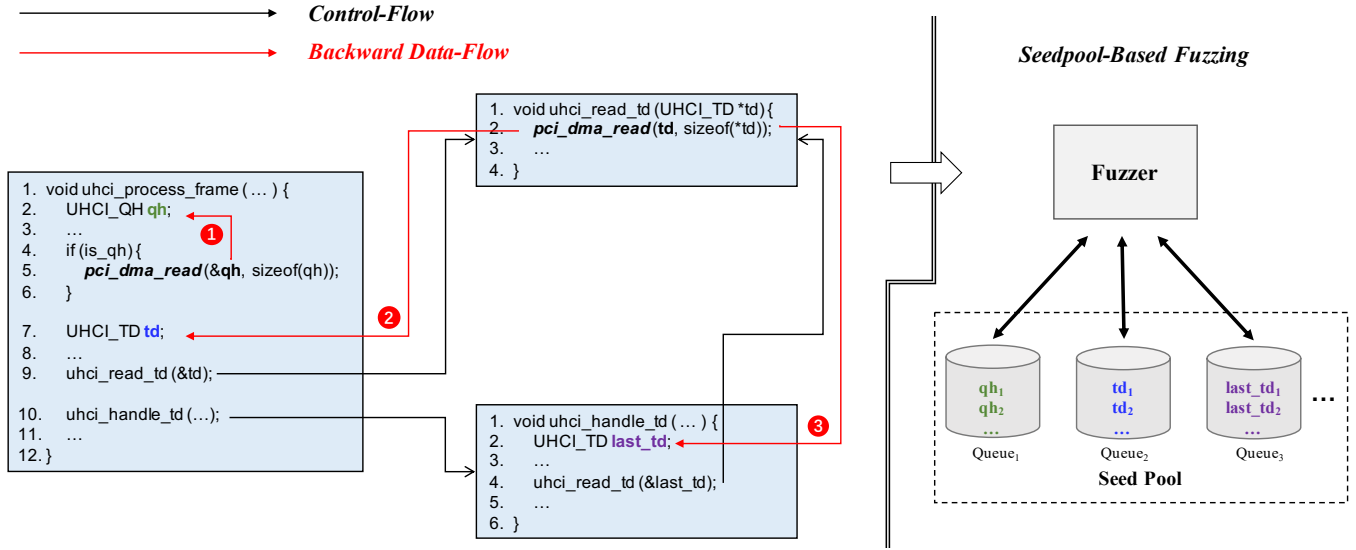 Control-Flow
Backward Data-Flow
1. void uhci_process_frame ( … ) {
2. UHCI_QH qh;
3. …
4. if (is_qh) {
5. pci_dma_read(&qh, sizeof(qh));
6. }
7. UHCI_TD td;
8. …
9. uhci_read_td (&td);
10. uhci_handle_td (…);
11. …
12. }
1
2
1. void uhci_read_td (UHCI_TD *td) {
2. pci_dma_read(td, sizeof(*td));
3. …
4. }
1. void uhci_handle_td ( … ) {
2. UHCI_TD last_td;
3. …
4. uhci_read_td (&last_td);
5. …
6. }
3
Seedpool-Based Fuzzing
Fuzzer
qh₁
qh₂
…
Queue₁
td₁
td₂
…
Queue₂
last_td₁
last_td₂
…
Queue₃
…
Seed Pool